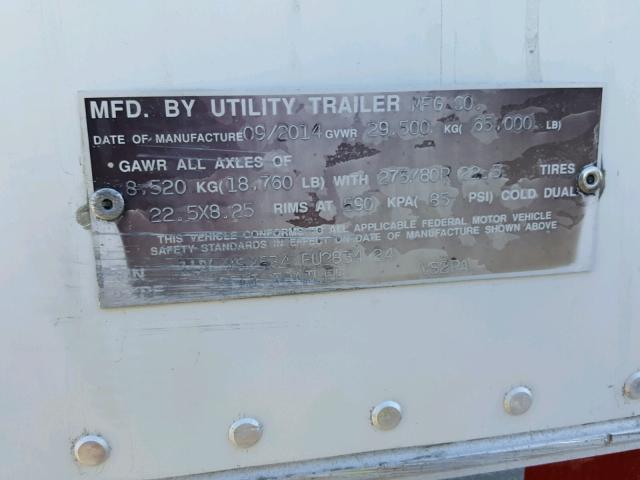 MFD. BY UTILITY TRAILER MFG. CO.
DATE OF MANUFACTURE 09/2014 GVWR 29,500 KG( 65,000 LB)
• GAWR ALL AXLES OF
8,520 KG(18,760 LB) WITH 275/80R 22.5 TIRES
22.5X8.25 RIMS AT 590 KPA( 85 PSI) COLD DUAL
THIS VEHICLE CONFORMS TO ALL APPLICABLE FEDERAL MOTOR VEHICLE
SAFETY STANDARDS IN EFFECT ON DATE OF MANUFACTURE SHOWN ABOVE
VS2RA